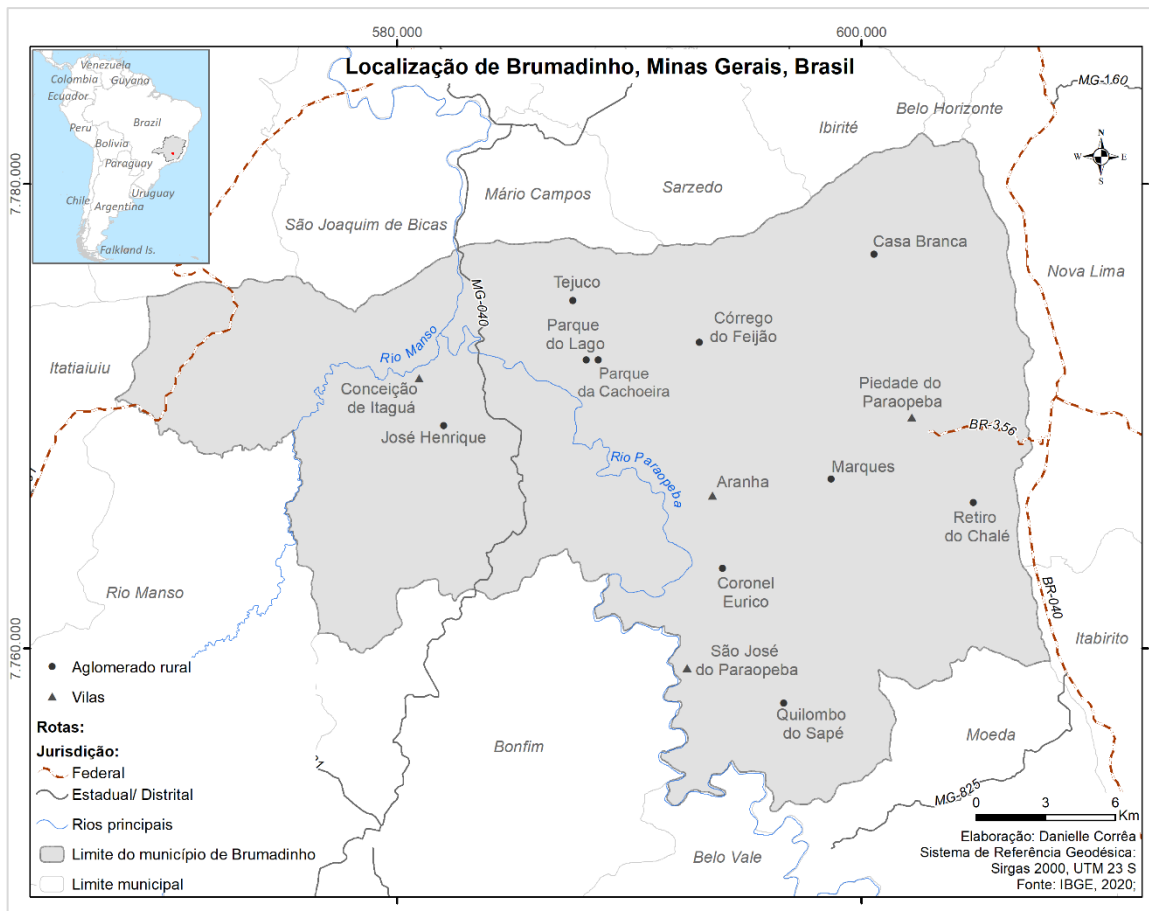 580.000
600.000
Localização de Brumadinho, Minas Gerais, Brasil
Venezuela
Colombia
Guyana
Ecuador
Peru
Brazil
Bolivia
Paraguay
Uruguay
Chile
Argentina
Falkland Is.
MG-160
Belo Horizonte
Ibirité
7.780.000
Mário Campos
Sarzedo
São Joaquim de Bicas
Casa Branca
Nova Lima
Tejuco
MG-040
Córrego
do Feijão
Parque
do Lago
Rio Manso
Parque
da Cachoeira
Itatiaiuiu
Conceição
de Itaguá
Piedade do
Paraopeba
José Henrique
BR-356
Rio Paraopeba
Marques
Aranha
Retiro
do Chalé
Coronel
Eurico
Rio Manso
BR-040
Itabirito
7.760.000
São José
do Paraopeba
Quilombo
do Sapé
Moeda
Bonfim
MG-825
Belo Vale
Aglomerado rural
Vilas
Rotas:
Jurisdição:
Federal
Estadual/ Distrital
Rios principais
Limite do município de Brumadinho
Limite municipal
N
W E
S
0 3 6
Km
Elaboração: Danielle Corrêa
Sistema de Referência Geodésica:
Sirgas 2000, UTM 23 S
Fonte: IBGE, 2020;